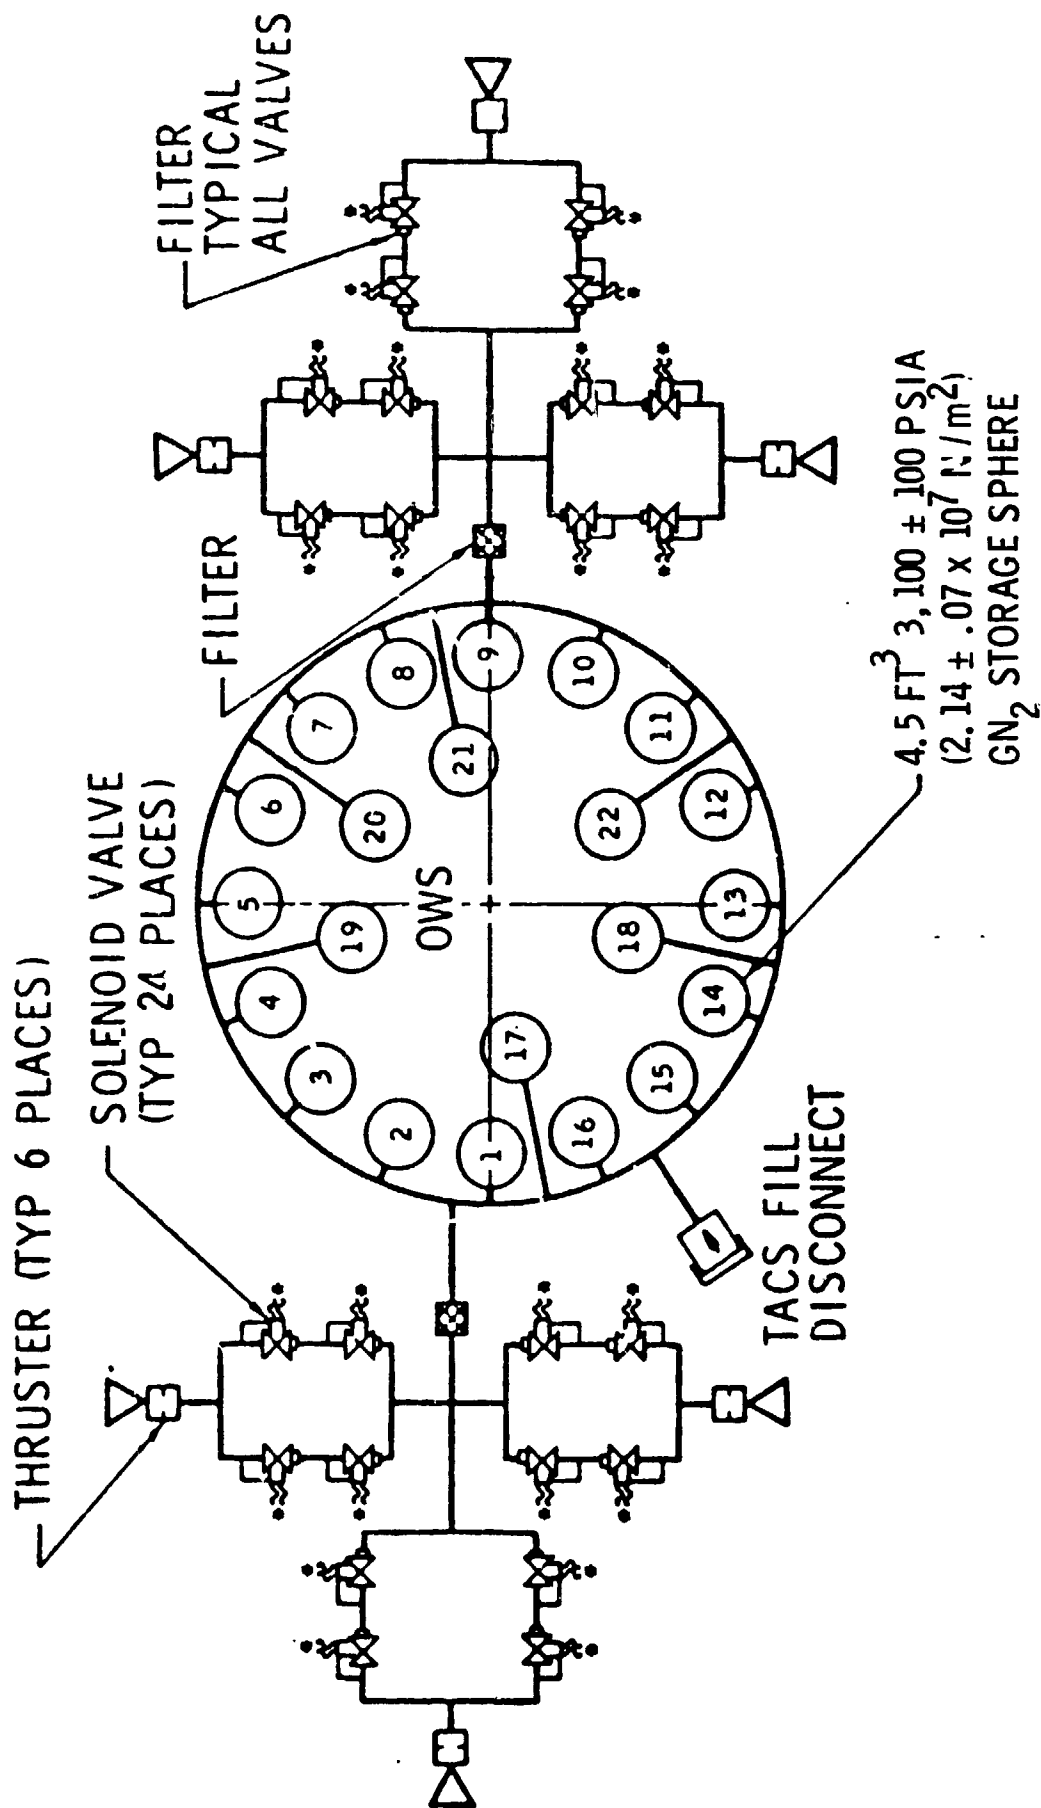 THRUSTER (TYP 6 PLACES)
SOLENOID VALVE
(TYP 24 PLACES)
FILTER
FILTER
TYPICAL
ALL VALVES
OWS
1
2
3
4
5
6
7
8
9
10
11
12
13
14
15
16
17
18
19
20
21
22
TACS FILL
DISCONNECT
4.5 FT³ 3,100 ± 100 PSIA
(2.14 ± .07 x 10⁷ N/m²)
GN₂ STORAGE SPHERE